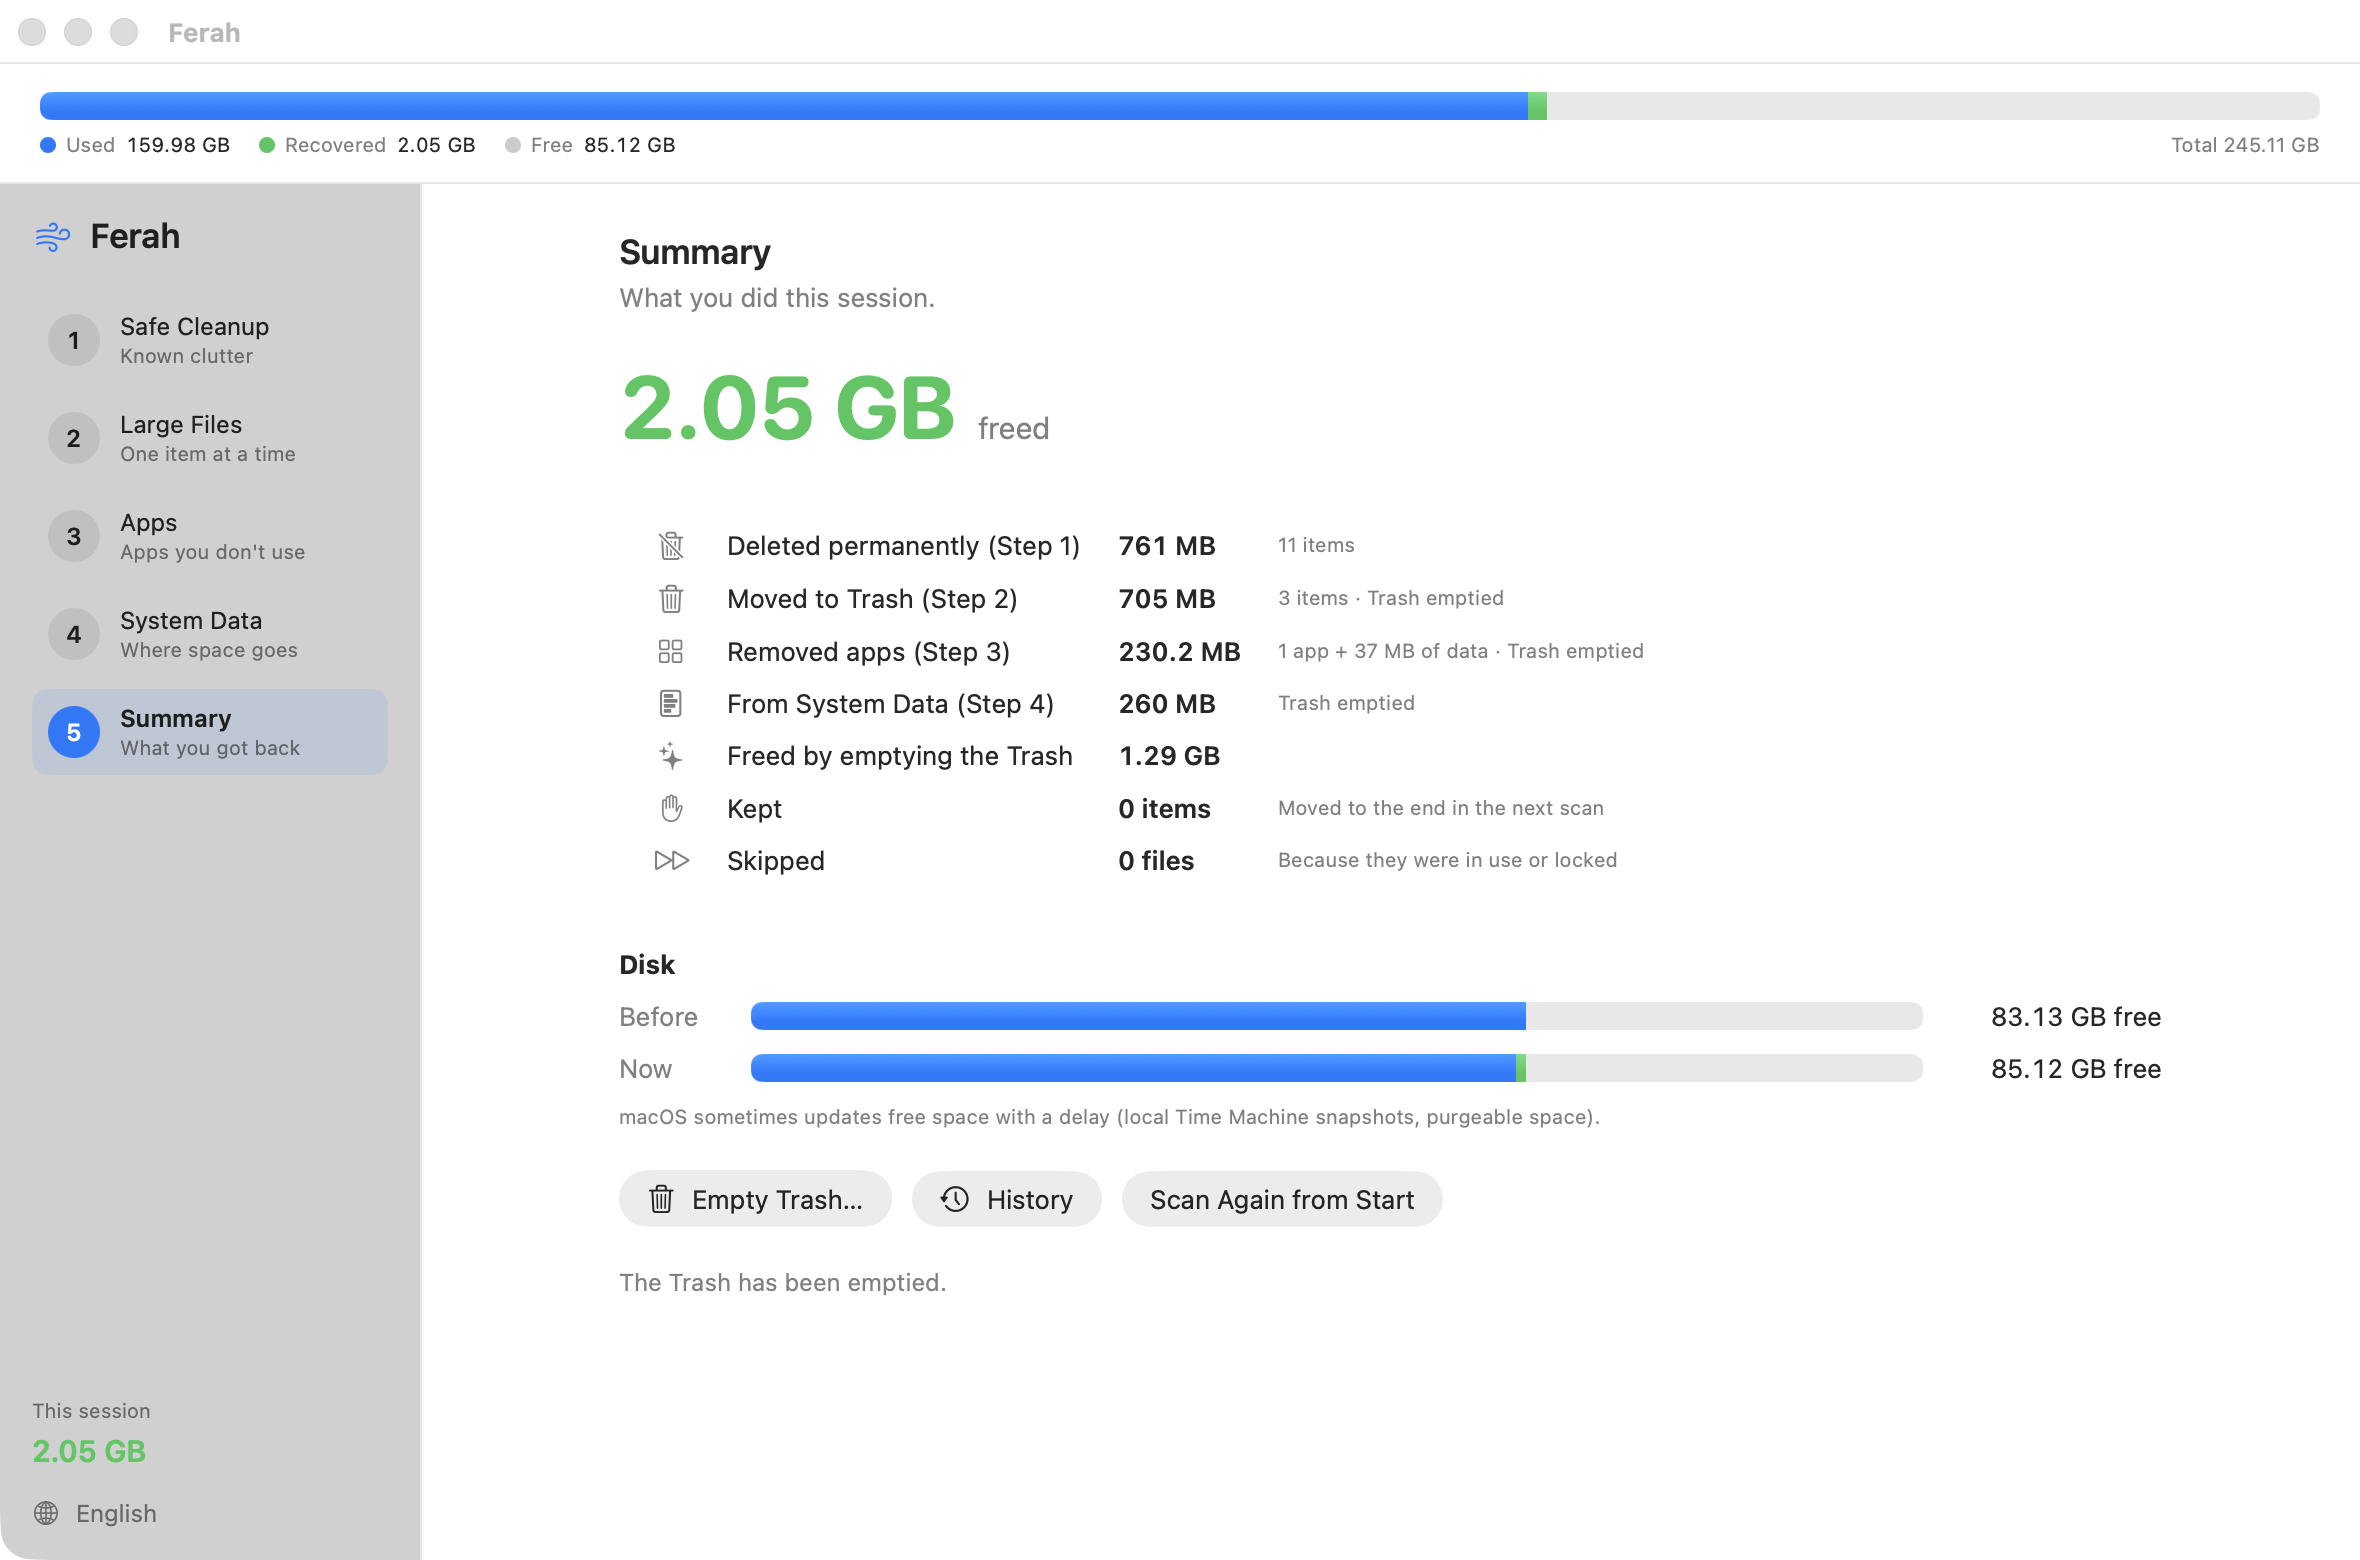 Ferah
Used 159.98 GB Recovered 2.05 GB Free 85.12 GB Total 245.11 GB
Ferah
1 Safe Cleanup
Known clutter
2 Large Files
One item at a time
3 Apps
Apps you don't use
4 System Data
Where space goes
5 Summary
What you got back
This session
2.05 GB
English
Summary
What you did this session.
2.05 GB freed
Deleted permanently (Step 1) 761 MB 11 items
Moved to Trash (Step 2) 705 MB 3 items · Trash emptied
Removed apps (Step 3) 230.2 MB 1 app + 37 MB of data · Trash emptied
From System Data (Step 4) 260 MB Trash emptied
Freed by emptying the Trash 1.29 GB
Kept 0 items Moved to the end in the next scan
Skipped 0 files Because they were in use or locked
Disk
Before 83.13 GB free
Now 85.12 GB free
macOS sometimes updates free space with a delay (local Time Machine snapshots, purgeable space).
Empty Trash... History Scan Again from Start
The Trash has been emptied.